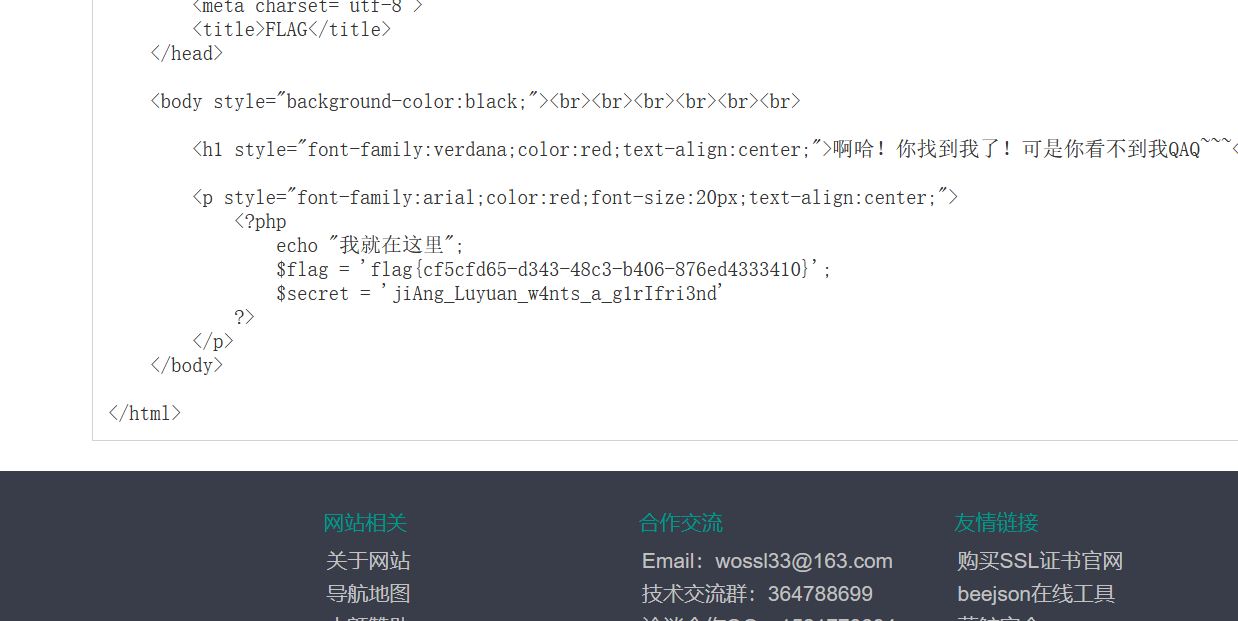 <meta charset="utf-8">
<title>FLAG</title>
</head>
<body style="background-color:black;"><br><br><br><br><br><br>
<h1 style="font-family:verdana;color:red;text-align:center;">啊哈！你找到我了！可是你看不到我QAQ~~~<
<p style="font-family:arial;color:red;font-size:20px;text-align:center;">
<?php
echo "我就在这里";
$flag = 'flag{cf5cfd65-d343-48c3-b406-876ed4333410}';
$secret = 'jiAng_Luyuan_w4nts_a_g1rIfri3nd'
?>
</p>
</body>
</html>
网站相关
关于网站
导航地图
合作交流
Email：wossl33@163.com
技术交流群：364788699
友情链接
购买SSL证书官网
beejson在线工具